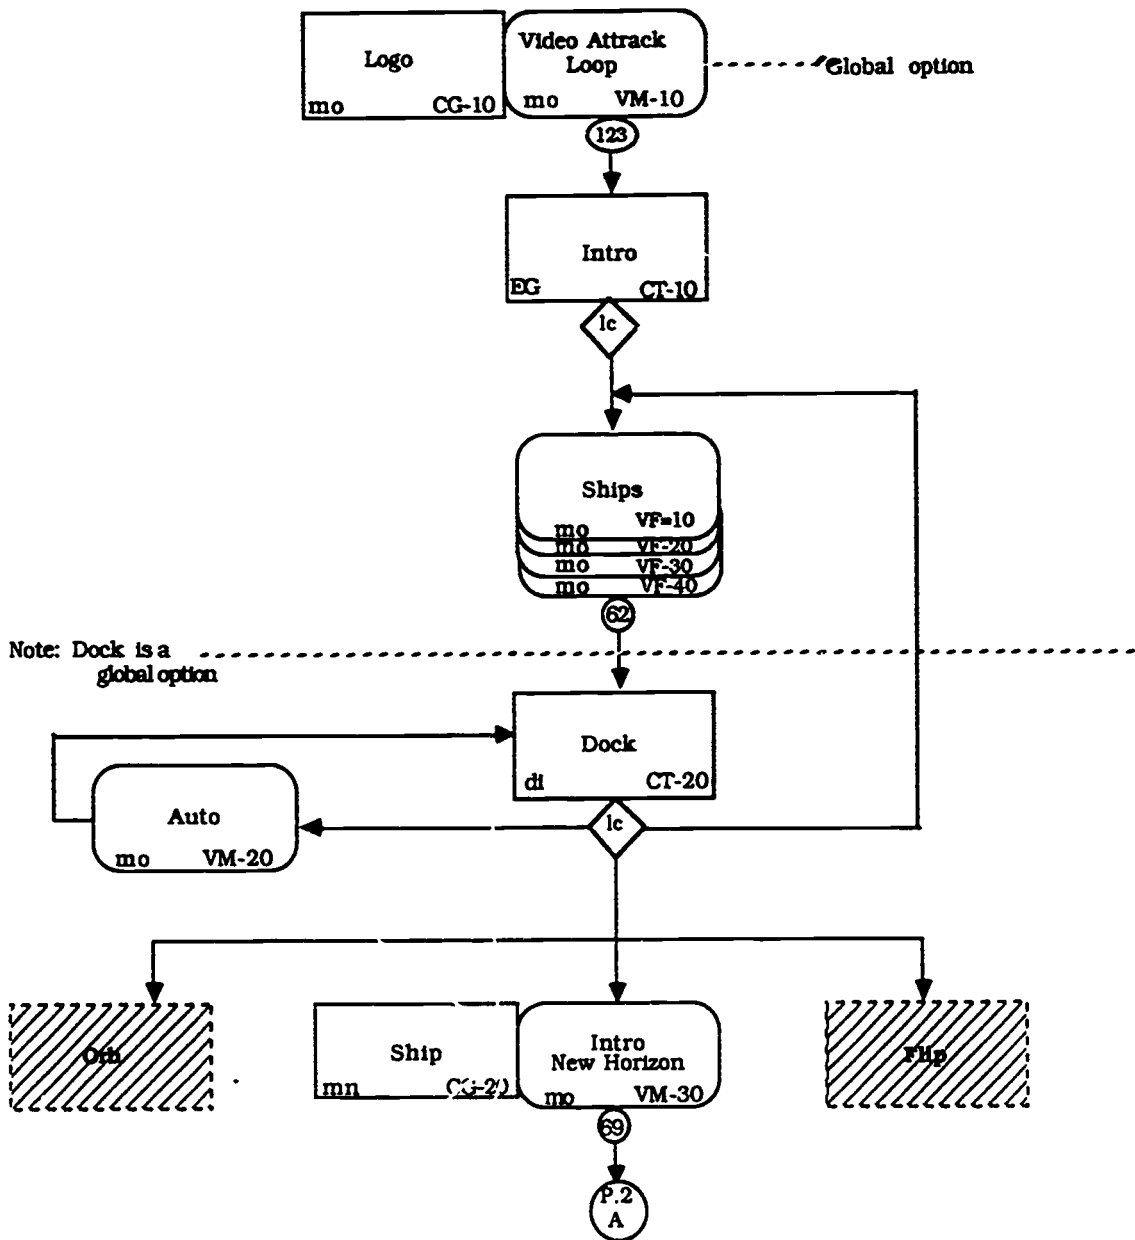 Logo
mo CG-10
Video Attrack
Loop
mo VM-10
Global option
123
Intro
EG CT-10
lc
Ships
mo VF=10
mo VF-20
mo VF-30
mo VF-40
62
Note: Dock is a
global option
Dock
di CT-20
lc
Auto
mo VM-20
Orb
Ship
mn CG-20
Intro
New Horizon
mo VM-30
Flip
69
P.2
A